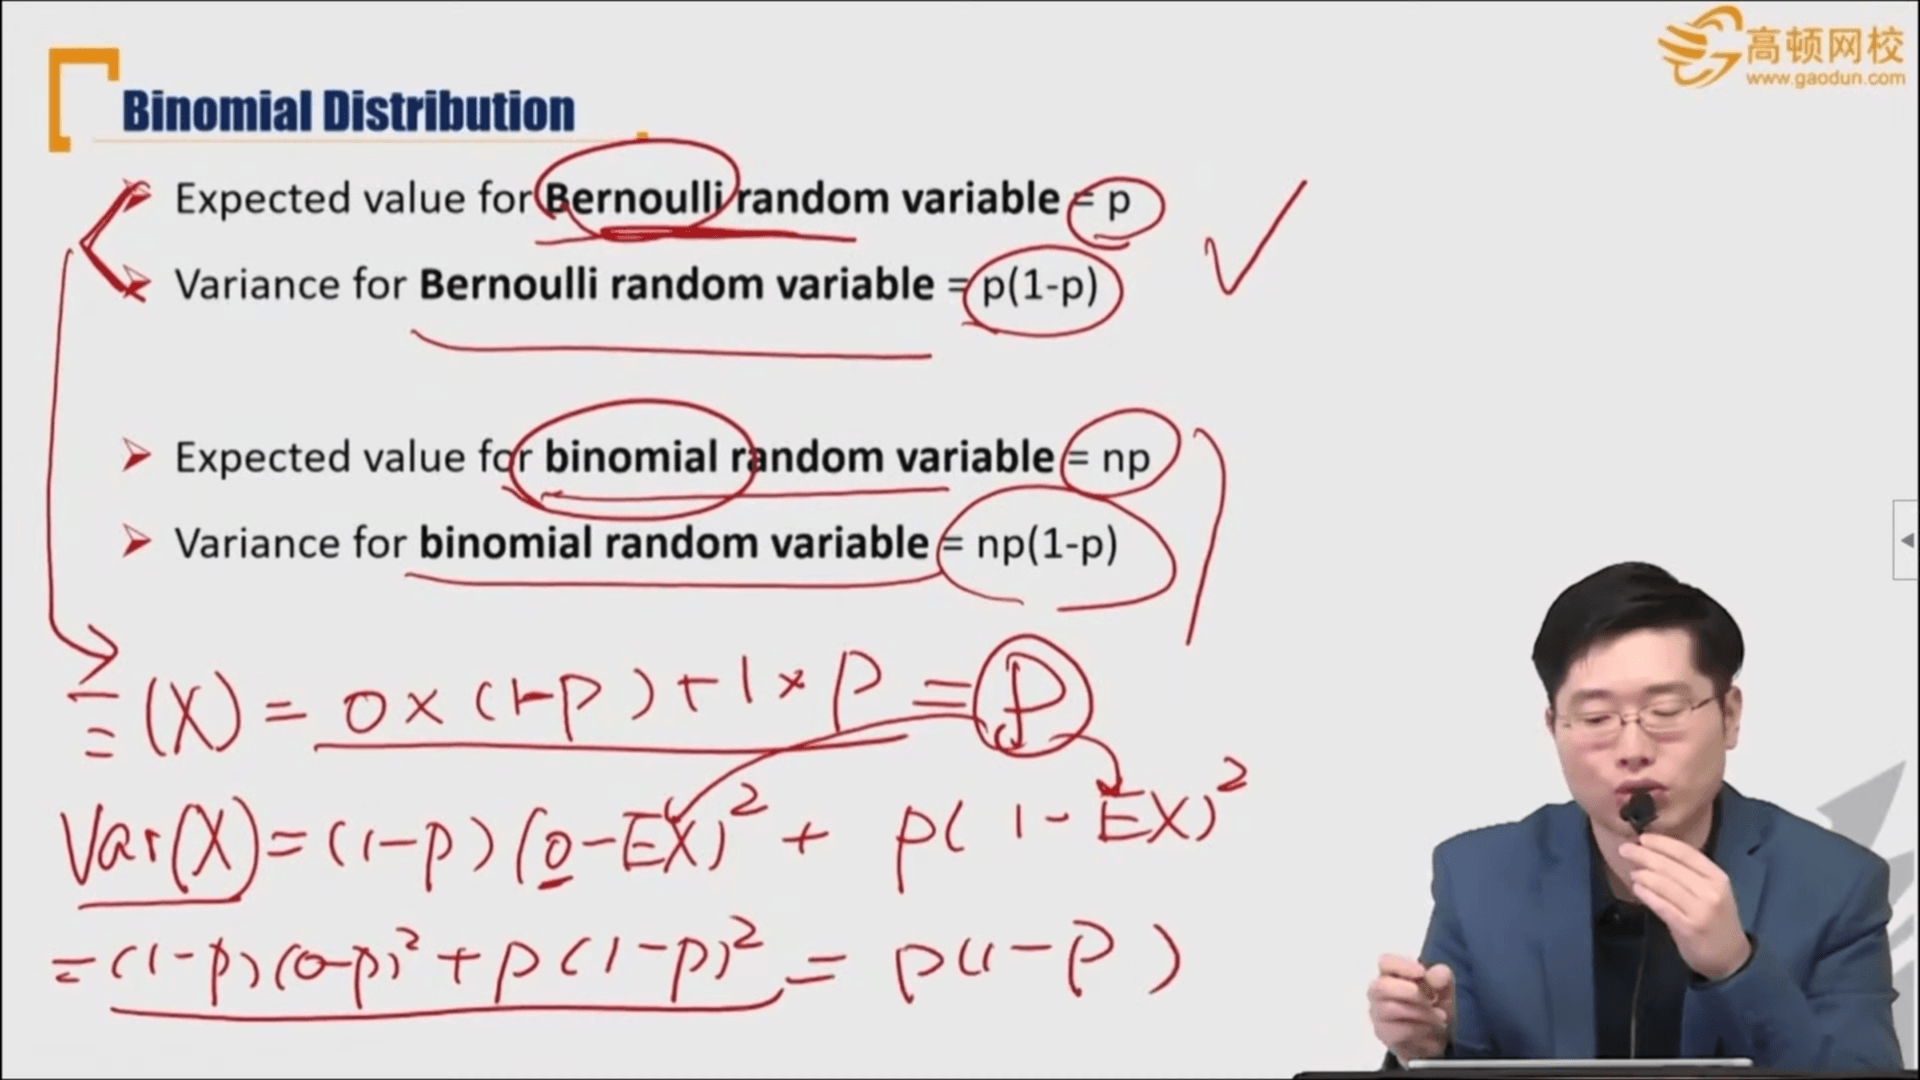 高顿网校
www.gaodun.com
Binomial Distribution
Expected value for Bernoulli random variable = p
Variance for Bernoulli random variable = p(1-p)
Expected value for binomial random variable = np
Variance for binomial random variable = np(1-p)
E(X) = 0 × (1-p) + 1 × p = p
Var(X) = (1-p)(0-EX)² + p(1-EX)²
= (1-p)(0-p)² + p(1-p)² = p(1-p)